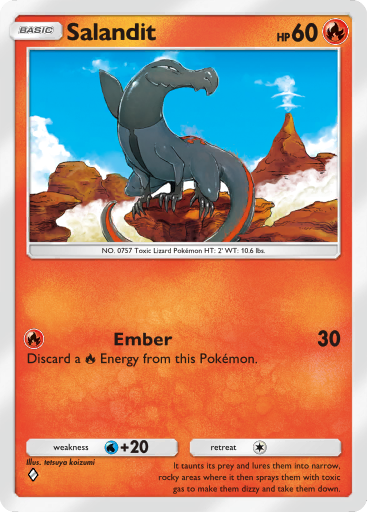 BASIC Salandit HP 60
NO. 0757 Toxic Lizard Pokémon HT: 2' WT: 10.6 lbs.
Ember 30
Discard a Energy from this Pokémon.
weakness +20 retreat
Illus. tetsuya koizumi
It taunts its prey and lures them into narrow,
rocky areas where it then sprays them with toxic
gas to make them dizzy and take them down.